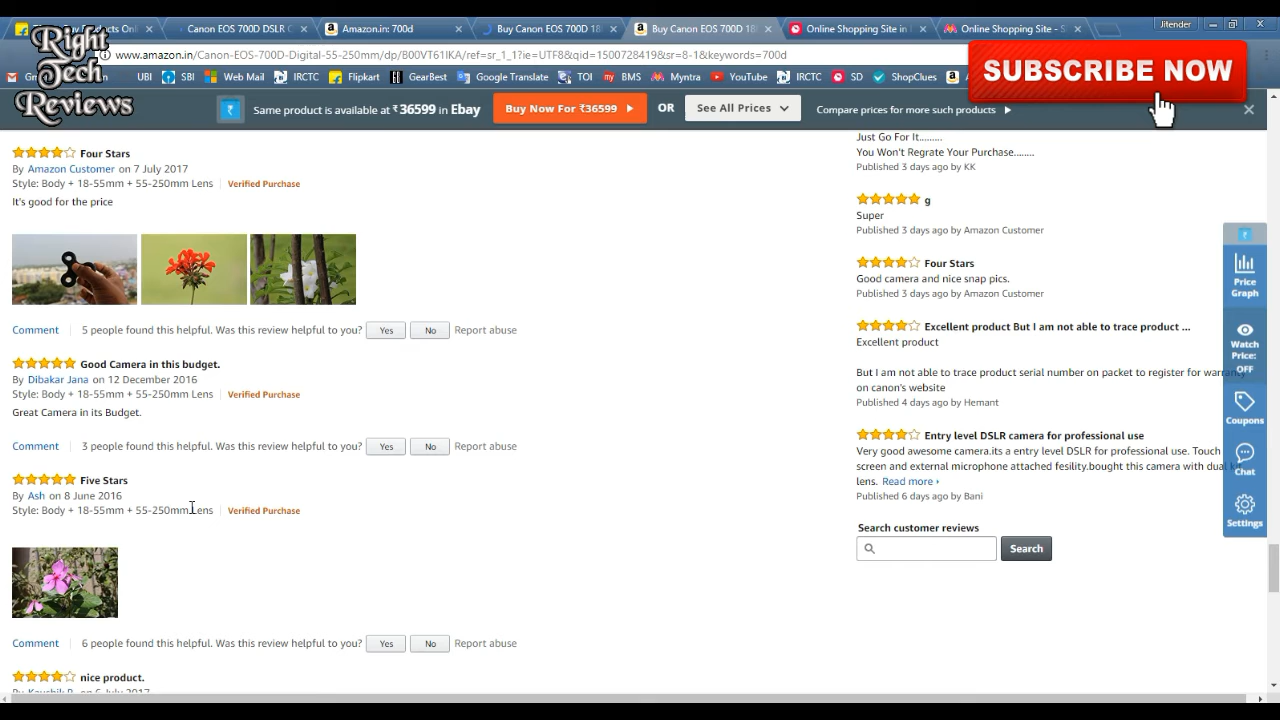 Right
Tech
Reviews
Canon EOS 700D DSLR C
Amazon.in: 700d
Buy Canon EOS 700D 18
Buy Canon EOS 700D 18
Online Shopping Site in I
Online Shopping Site - S
Jitender
www.amazon.in/Canon-EOS-700D-Digital-55-250mm/dp/B00VT61IKA/ref=sr_1_1?ie=UTF8&qid=1500728419&sr=8-1&keywords=700d
UBI
SBI
Web Mail
IRCTC
Flipkart
GearBest
Google Translate
TOI
BMS
Myntra
YouTube
IRCTC
SD
ShopClues
SUBSCRIBE NOW
Same product is available at ₹36599 in Ebay
Buy Now For ₹36599
OR
See All Prices
Compare prices for more such products
Four Stars
By Amazon Customer on 7 July 2017
Style: Body + 18-55mm + 55-250mm Lens | Verified Purchase
It's good for the price
Comment | 5 people found this helpful. Was this review helpful to you? Yes No Report abuse
Good Camera in this budget.
By Dibakar Jana on 12 December 2016
Style: Body + 18-55mm + 55-250mm Lens | Verified Purchase
Great Camera in its Budget.
Comment | 3 people found this helpful. Was this review helpful to you? Yes No Report abuse
Five Stars
By Ash on 8 June 2016
Style: Body + 18-55mm + 55-250mm Lens | Verified Purchase
Comment | 6 people found this helpful. Was this review helpful to you? Yes No Report abuse
nice product.
Just Go For It.........
You Won't Regrate Your Purchase........
Published 3 days ago by KK
g
Super
Published 3 days ago by Amazon Customer
Four Stars
Good camera and nice snap pics.
Published 3 days ago by Amazon Customer
Excellent product But I am not able to trace product ...
Excellent product
But I am not able to trace product serial number on packet to register for warranty
on canon's website
Published 4 days ago by Hemant
Entry level DSLR camera for professional use
Very good awesome camera.its a entry level DSLR for professional use. Touch
screen and external microphone attached fesility.bought this camera with dual kit
lens. Read more ›
Published 6 days ago by Bani
Search customer reviews
Search
Price
Graph
Watch
Price:
OFF
Coupons
Chat
Settings